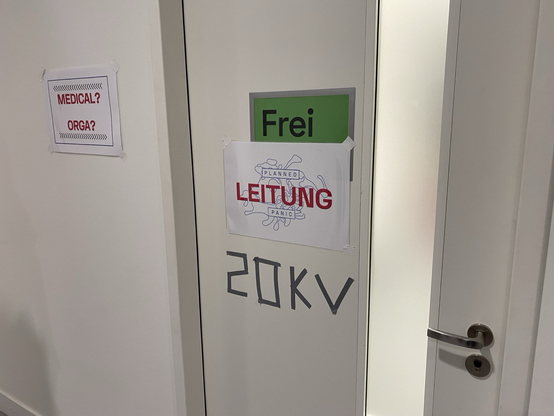 MEDICAL?
ORGA?
Frei
PLANNED
LEITUNG
PANIC
20KV